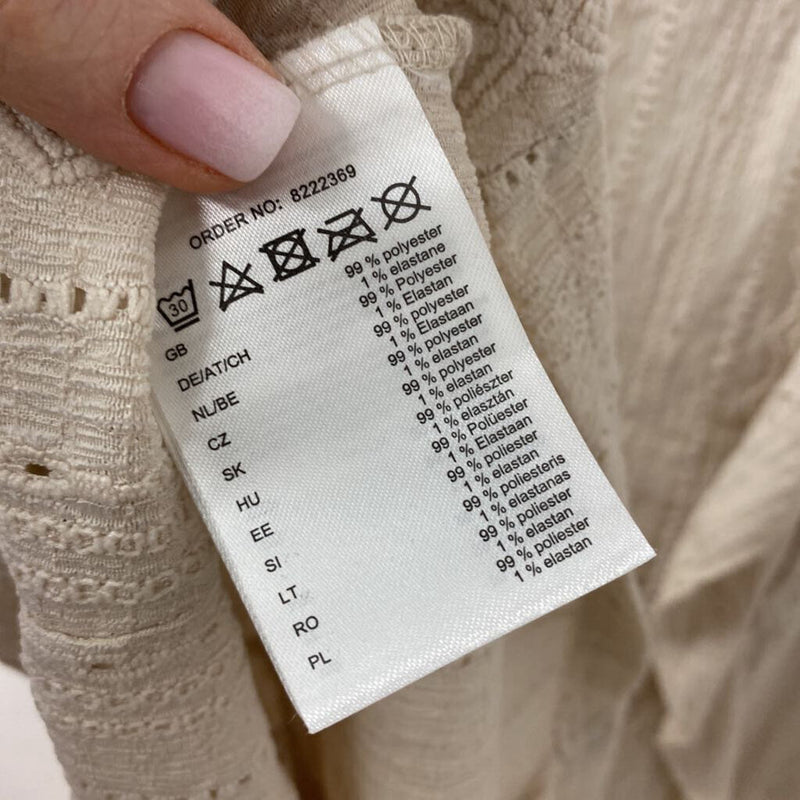 ORDER NO: 8222369
30
GB
99 % polyester
1 % elastane
DE/AT/CH
99 % Polyester
1 % Elastan
NL/BE
99 % polyester
1 % Elastaan
CZ
99 % polyester
1 % elastan
SK
99 % polyester
1 % elastan
HU
99 % poliészter
1 % elasztán
EE
99 % Polüester
1 % Elastaan
SI
99 % poliester
1 % elastan
LT
99 % poliesteris
1 % elastanas
RO
99 % poliester
1 % elastan
PL
99 % poliester
1 % elastan